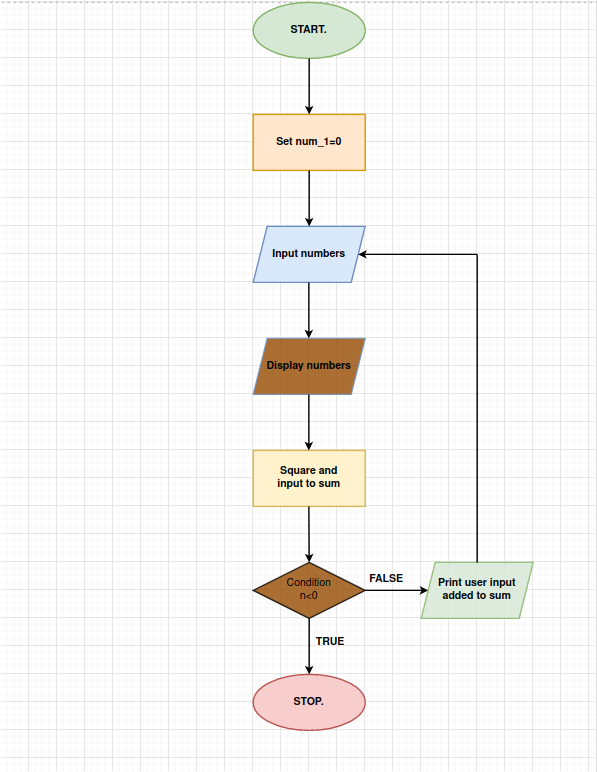 START.
Set num_1=0
Input numbers
Display numbers
Square and
input to sum
Condition
n<0
FALSE
Print user input
added to sum
TRUE
STOP.